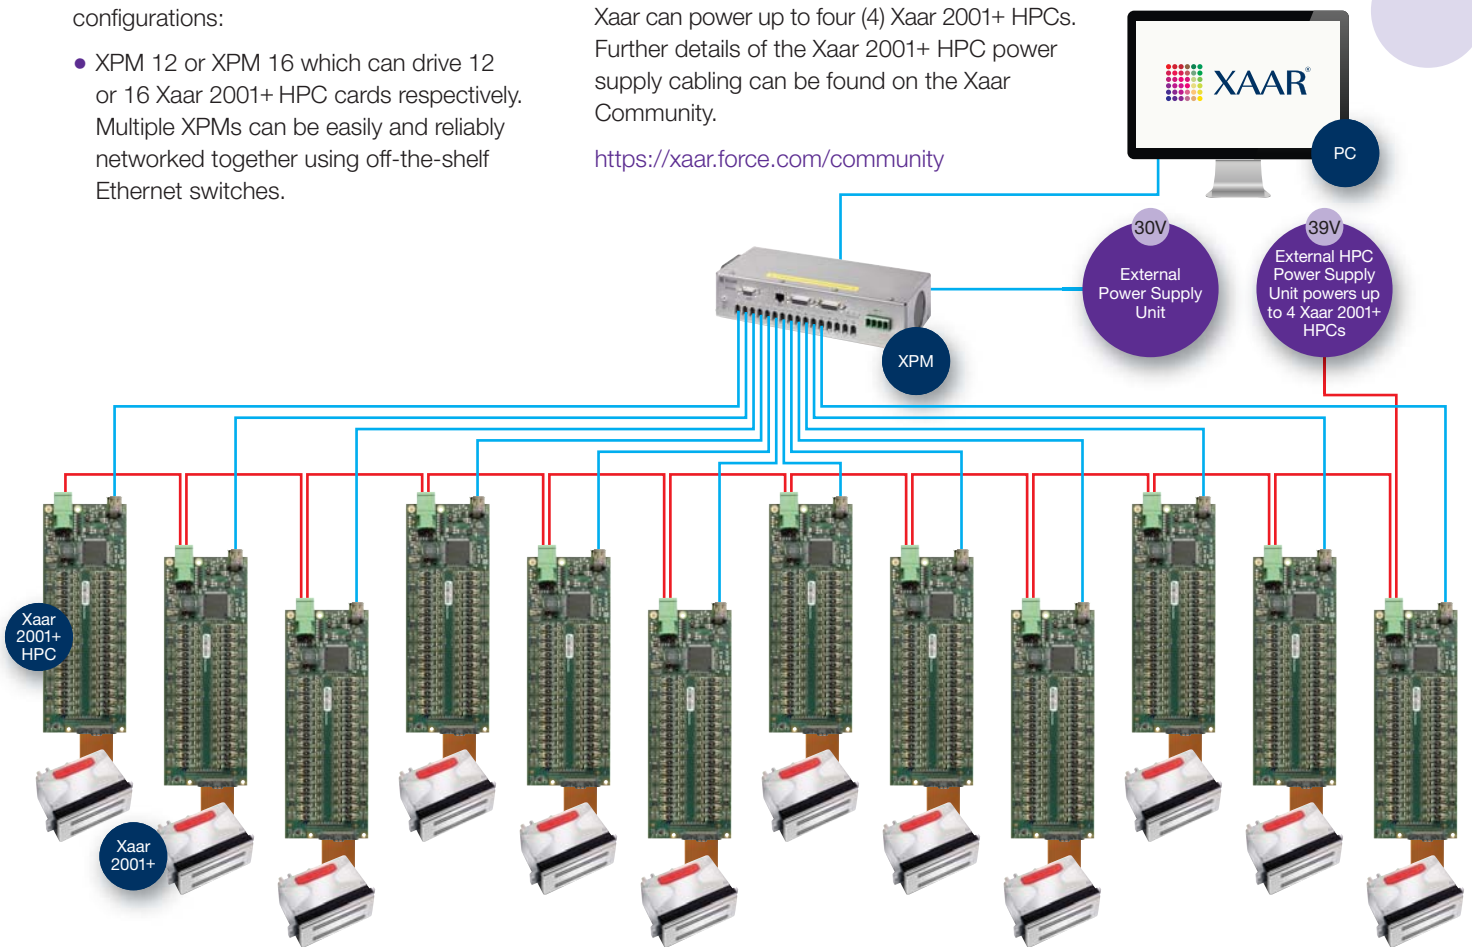 configurations:
● XPM 12 or XPM 16 which can drive 12
or 16 Xaar 2001+ HPC cards respectively.
Multiple XPMs can be easily and reliably
networked together using off-the-shelf
Ethernet switches.
Xaar can power up to four (4) Xaar 2001+ HPCs.
Further details of the Xaar 2001+ HPC power
supply cabling can be found on the Xaar
Community.
https://xaar.force.com/community
XAAR®
PC
30V
External
Power Supply
Unit
39V
External HPC
Power Supply
Unit powers up
to 4 Xaar 2001+
HPCs
XPM
Xaar
2001+
HPC
Xaar
2001+